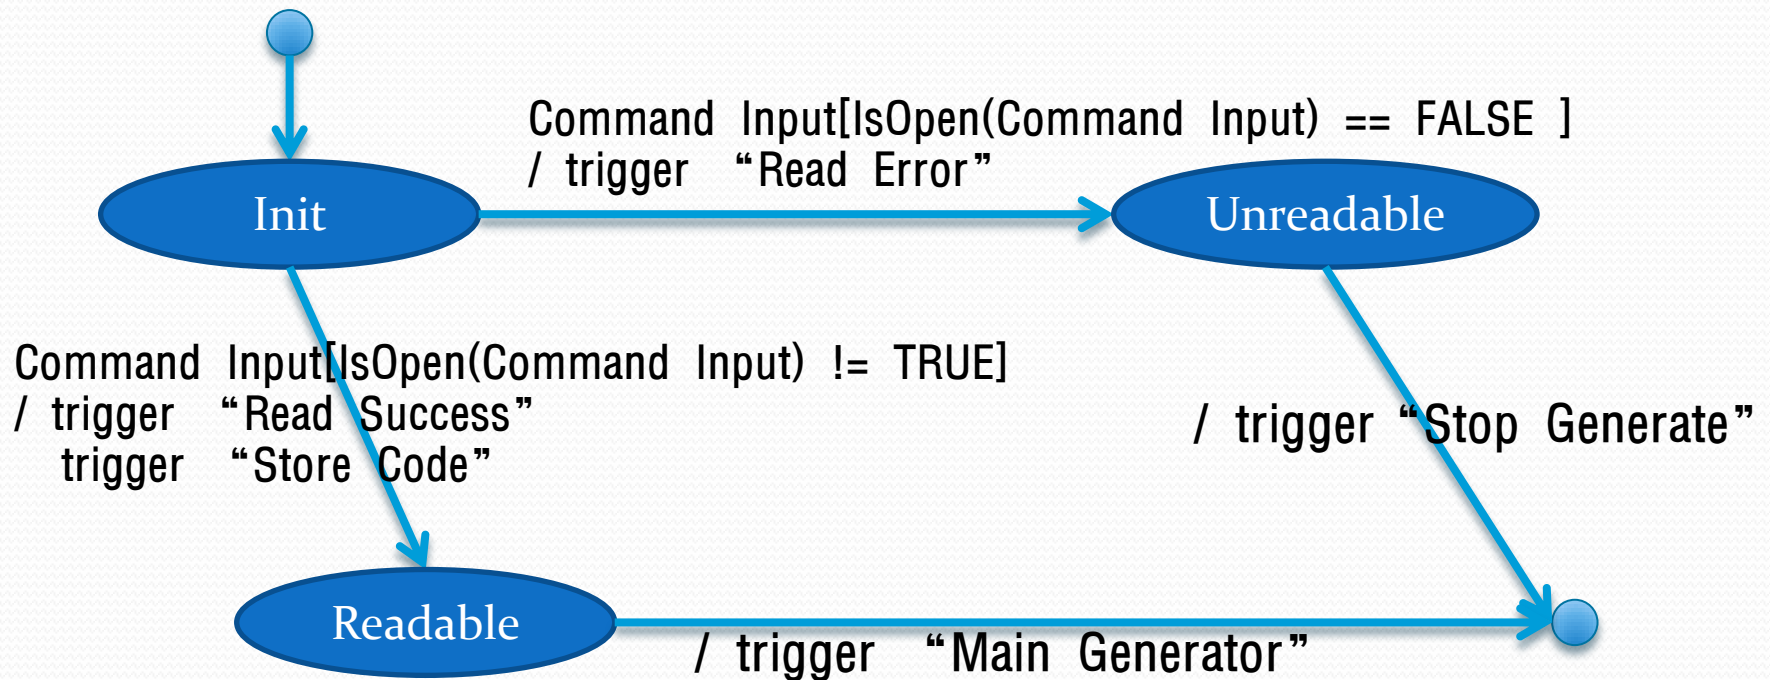 Command Input[IsOpen(Command Input) == FALSE ]
/ trigger “Read Error”
Init
Unreadable
Command Input[IsOpen(Command Input) != TRUE]
/ trigger “Read Success”
trigger “Store Code”
/ trigger “Stop Generate”
Readable
/ trigger “Main Generator”